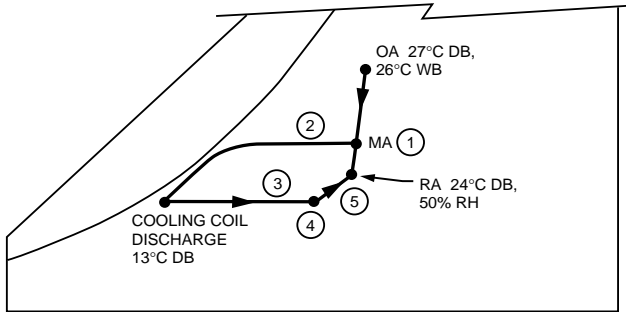 OA 27°C DB,
26°C WB
2
MA 1
3
RA 24°C DB,
50% RH
5
4
COOLING COIL
DISCHARGE
13°C DB